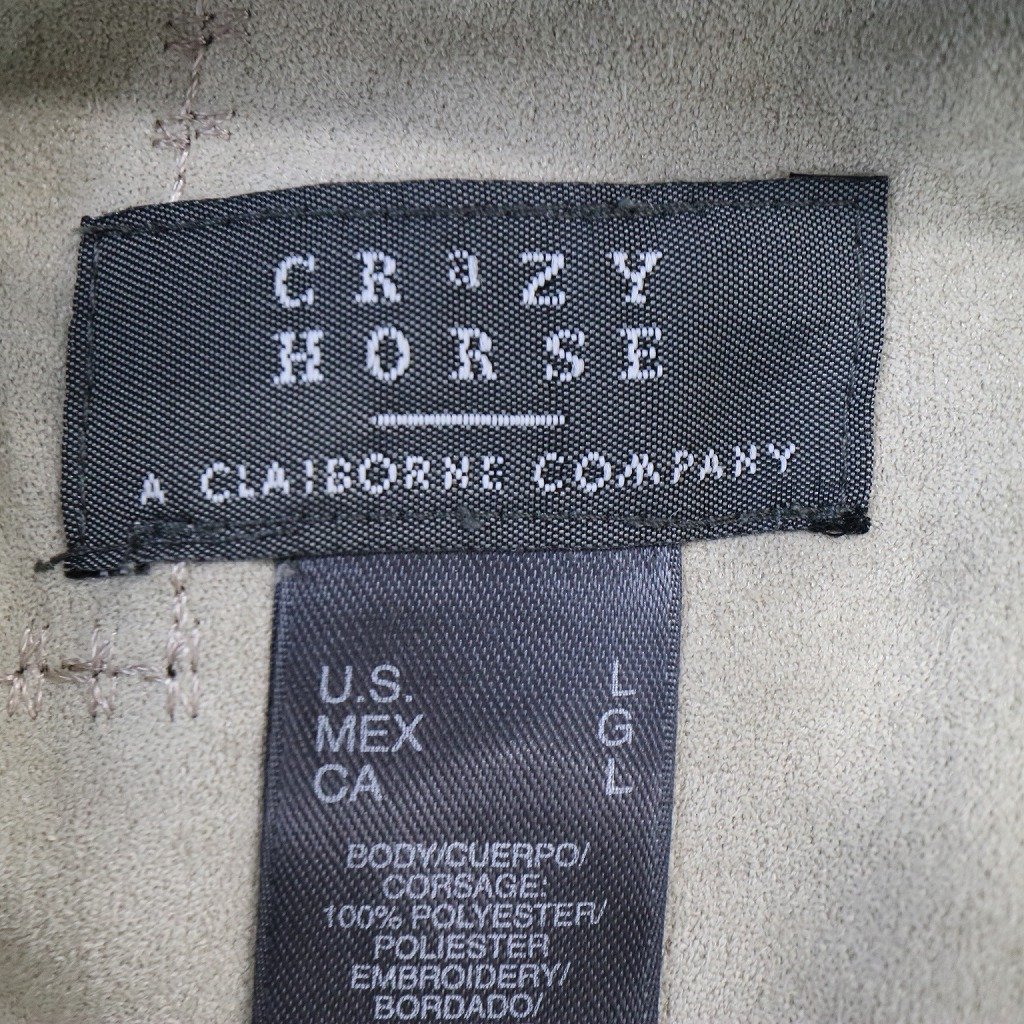 CRaZY
HORSE
A CLAIBORNE COMPANY
U.S. L
MEX G
CA L
BODY/CUERPO/
CORSAGE:
100% POLYESTER/
POLIESTER
EMBROIDERY/
BORDADO/